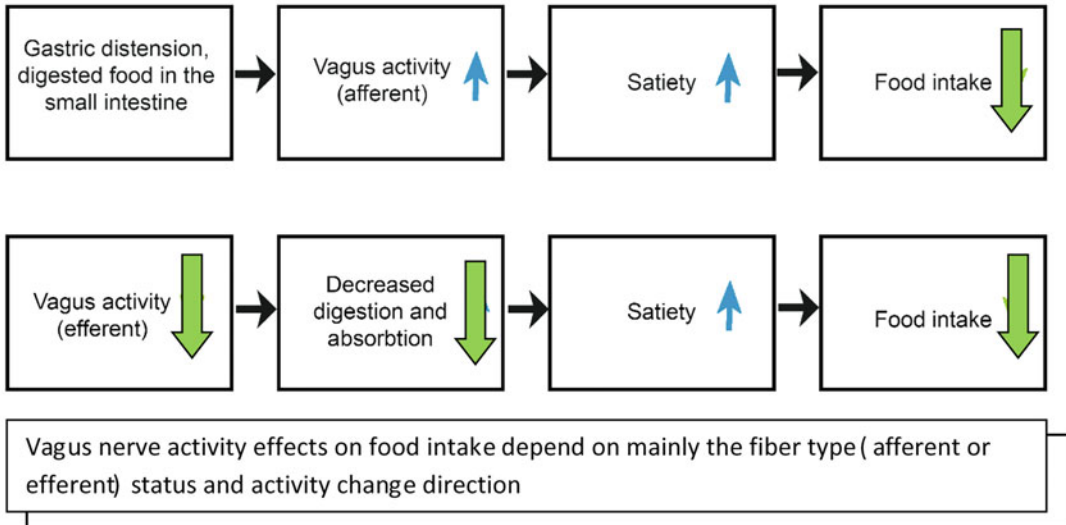 Gastric distension,
digested food in the
small intestine
Vagus activity
(afferent)
Satiety
Food intake
Vagus activity
(efferent)
Decreased
digestion and
absorbtion
Satiety
Food intake
Vagus nerve activity effects on food intake depend on mainly the fiber type ( afferent or
efferent) status and activity change direction